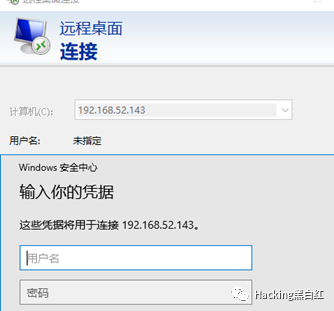 远程桌面连接
远程桌面
连接
计算机(C): 192.168.52.143
用户名: 未指定
Windows 安全中心
输入你的凭据
这些凭据将用于连接 192.168.52.143。
用户名
密码
Hacking黑白红